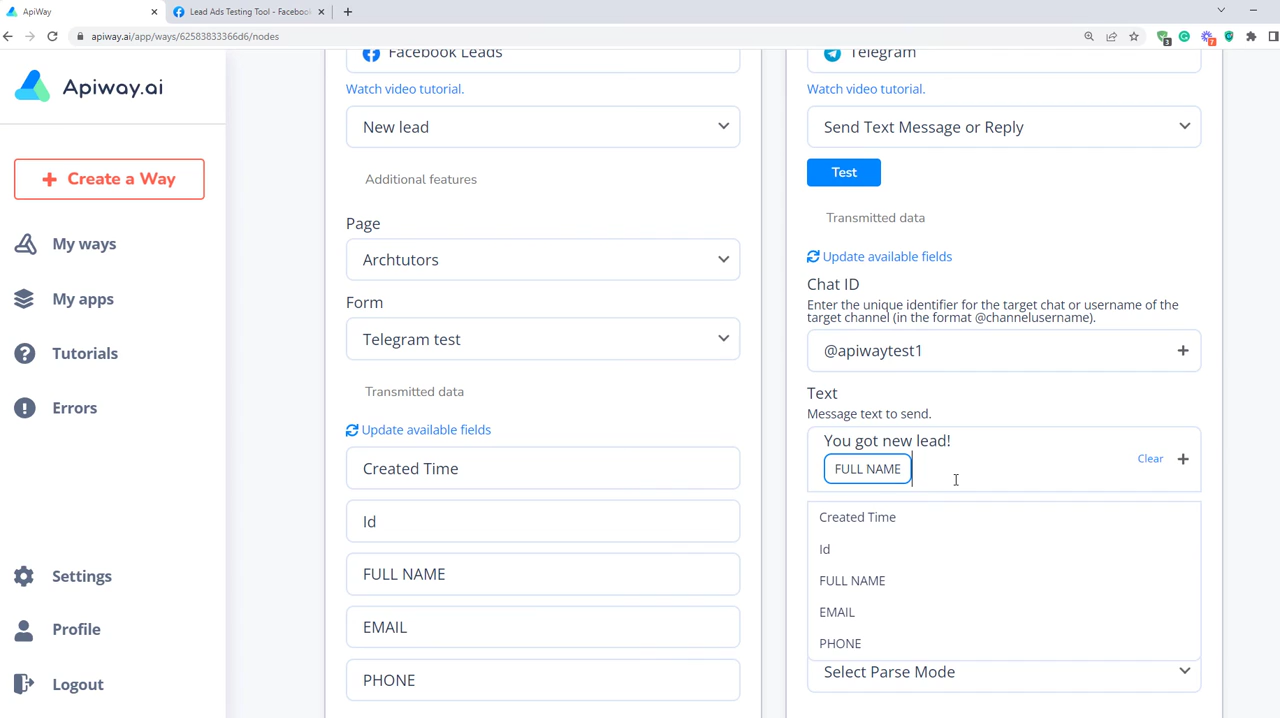 ApiWay
Lead Ads Testing Tool - Facebook
apiway.ai/app/ways/62583833366d6/nodes
3
7
Apiway.ai
Create a Way
My ways
My apps
Tutorials
Errors
Settings
Profile
Logout
Facebook Leads
Watch video tutorial.
New lead
Additional features
Page
Archtutors
Form
Telegram test
Transmitted data
Update available fields
Created Time
Id
FULL NAME
EMAIL
PHONE
Telegram
Watch video tutorial.
Send Text Message or Reply
Test
Transmitted data
Update available fields
Chat ID
Enter the unique identifier for the target chat or username of the
target channel (in the format @channelusername).
@apiwaytest1
Text
Message text to send.
You got new lead!
FULL NAME
Clear
Created Time
Id
FULL NAME
EMAIL
PHONE
Select Parse Mode